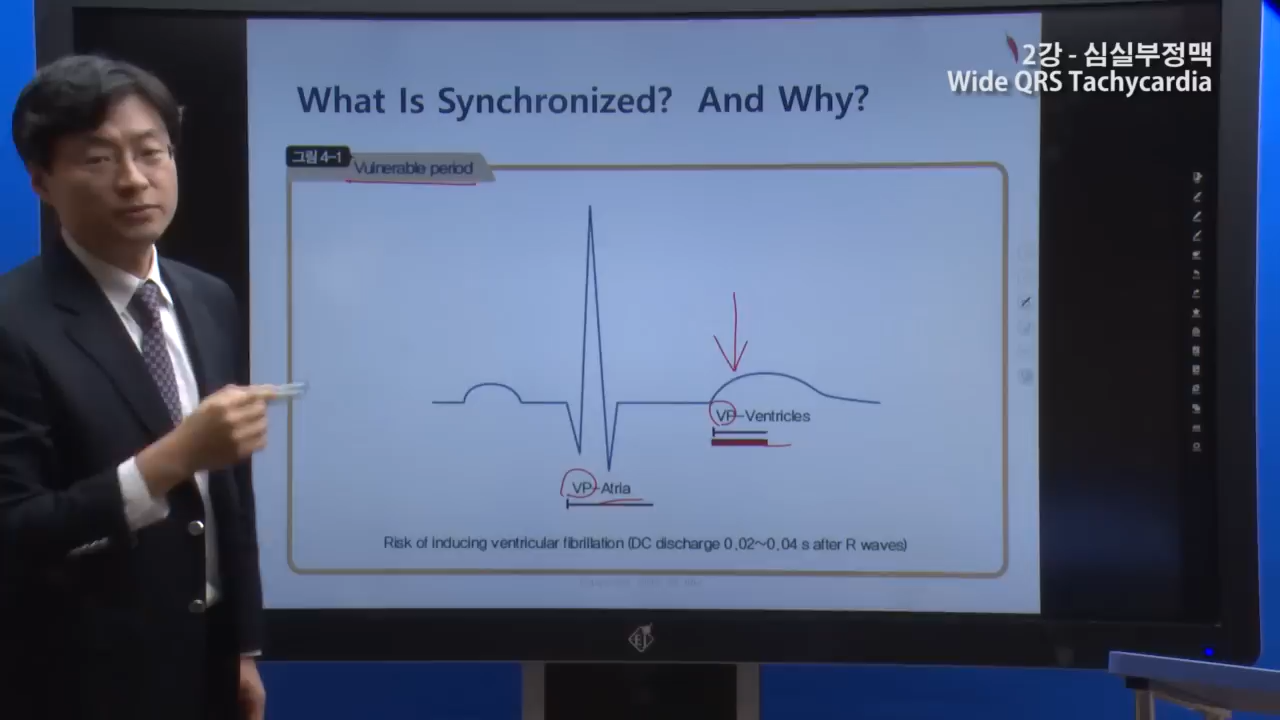 2강 - 심실부정맥
Wide QRS Tachycardia
What Is Synchronized? And Why?
그림 4-1
Vulnerable period
VP-Ventricles
VP-Atria
Risk of inducing ventricular fibrillation (DC discharge 0.02~0.04 s after R waves)